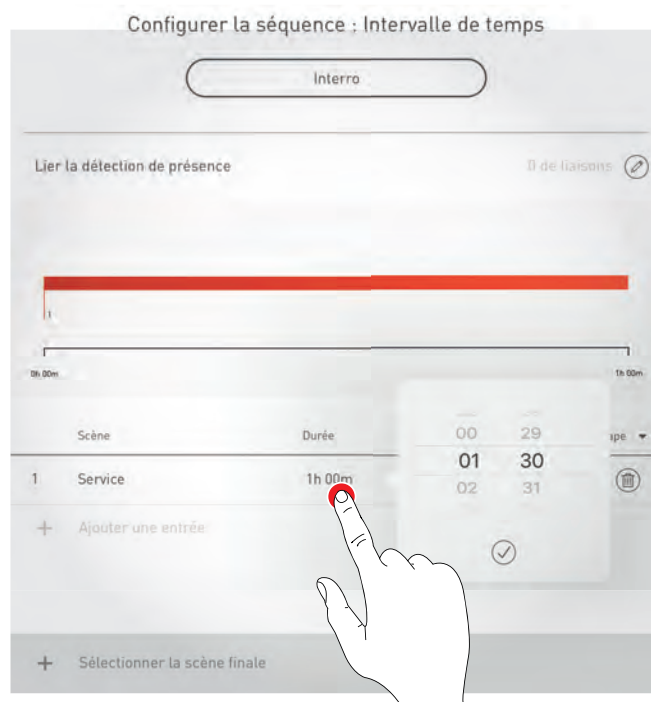 Configurer la séquence : Intervalle de temps
Interro
Lier la détection de présence
0 de liaisons
1
0h 00m
1h 00m
Scène
Durée
00 29
01 30
02 31
1 Service 1h 00m
+ Ajouter une entrée
+ Sélectionner la scène finale